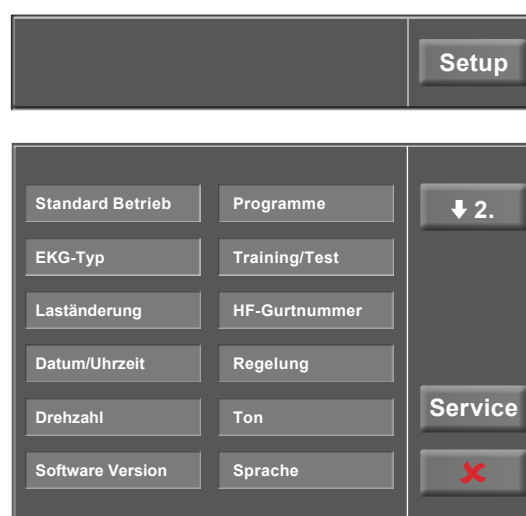 Setup
Standard Betrieb
Programme
2.
EKG-Typ
Training/Test
Laständerung
HF-Gurtnummer
Datum/Uhrzeit
Regelung
Drehzahl
Ton
Service
Software Version
Sprache